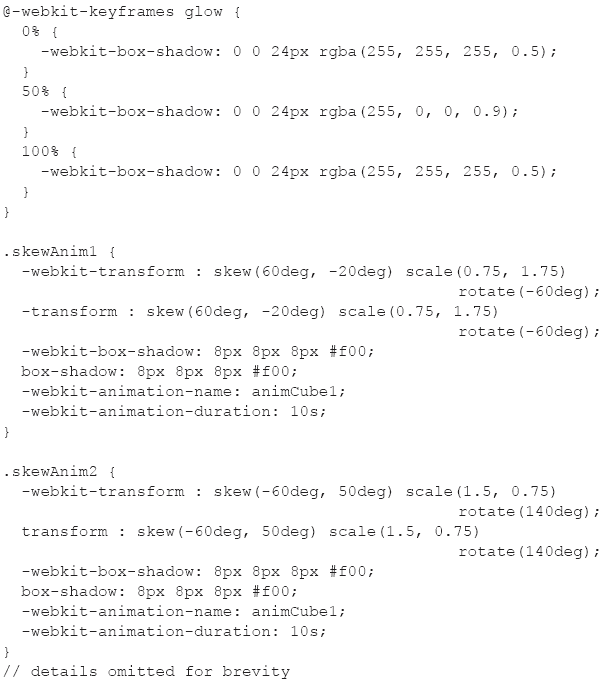 @-webkit-keyframes glow {
  0% {
    -webkit-box-shadow: 0 0 24px rgba(255, 255, 255, 0.5);
  }
  50% {
    -webkit-box-shadow: 0 0 24px rgba(255, 0, 0, 0.9);
  }
  100% {
    -webkit-box-shadow: 0 0 24px rgba(255, 255, 255, 0.5);
  }
}

.skewAnim1 {
  -webkit-transform : skew(60deg, -20deg) scale(0.75, 1.75)
                                                rotate(-60deg);
  -transform : skew(60deg, -20deg) scale(0.75, 1.75)
                                                rotate(-60deg);
  -webkit-box-shadow: 8px 8px 8px #f00;
  box-shadow: 8px 8px 8px #f00;
  -webkit-animation-name: animCube1;
  -webkit-animation-duration: 10s;
}

.skewAnim2 {
  -webkit-transform : skew(-60deg, 50deg) scale(1.5, 0.75)
                                                rotate(140deg);
  transform : skew(-60deg, 50deg) scale(1.5, 0.75)
                                                rotate(140deg);
  -webkit-box-shadow: 8px 8px 8px #f00;
  box-shadow: 8px 8px 8px #f00;
  -webkit-animation-name: animCube1;
  -webkit-animation-duration: 10s;
}
// details omitted for brevity